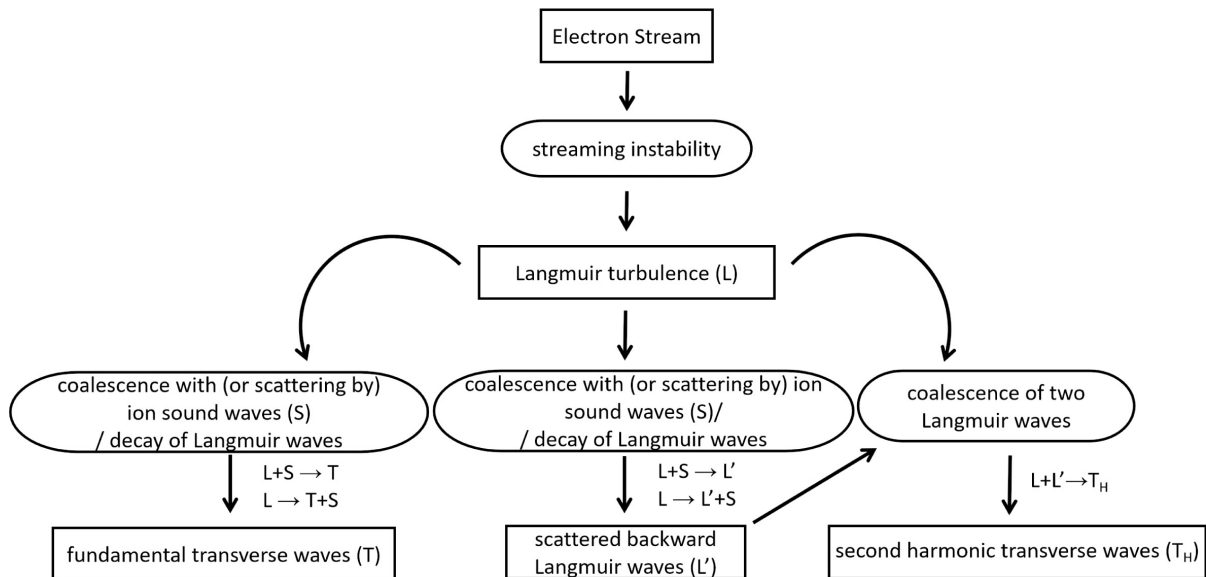 Electron Stream
streaming instability
Langmuir turbulence (L)
coalescence with (or scattering by)
ion sound waves (S)
/ decay of Langmuir waves
coalescence with (or scattering by) ion
sound waves (S)/
/ decay of Langmuir waves
coalescence of two
Langmuir waves
L+S → T
L → T+S
L+S → L’
L → L’+S
L+L’→T_H
fundamental transverse waves (T)
scattered backward
Langmuir waves (L’)
second harmonic transverse waves (T_H)